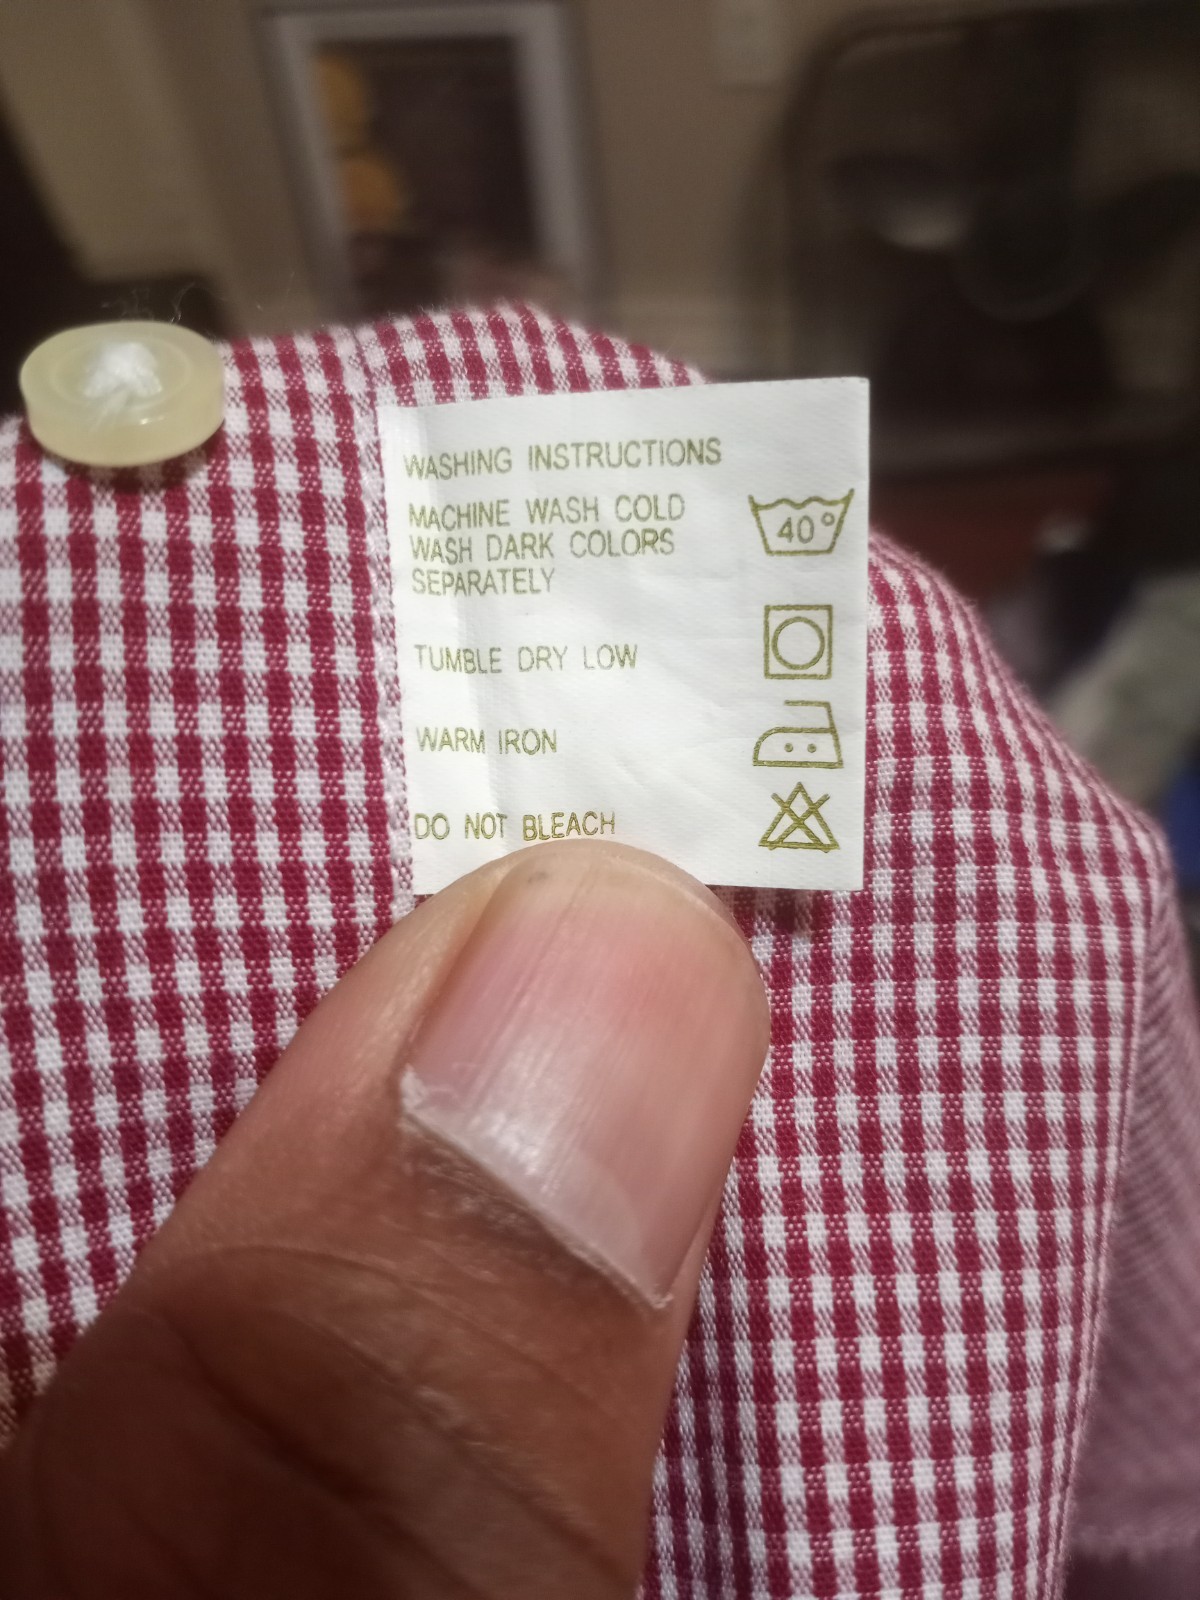 WASHING INSTRUCTIONS
MACHINE WASH COLD
WASH DARK COLORS
SEPARATELY
40°
TUMBLE DRY LOW
WARM IRON
DO NOT BLEACH